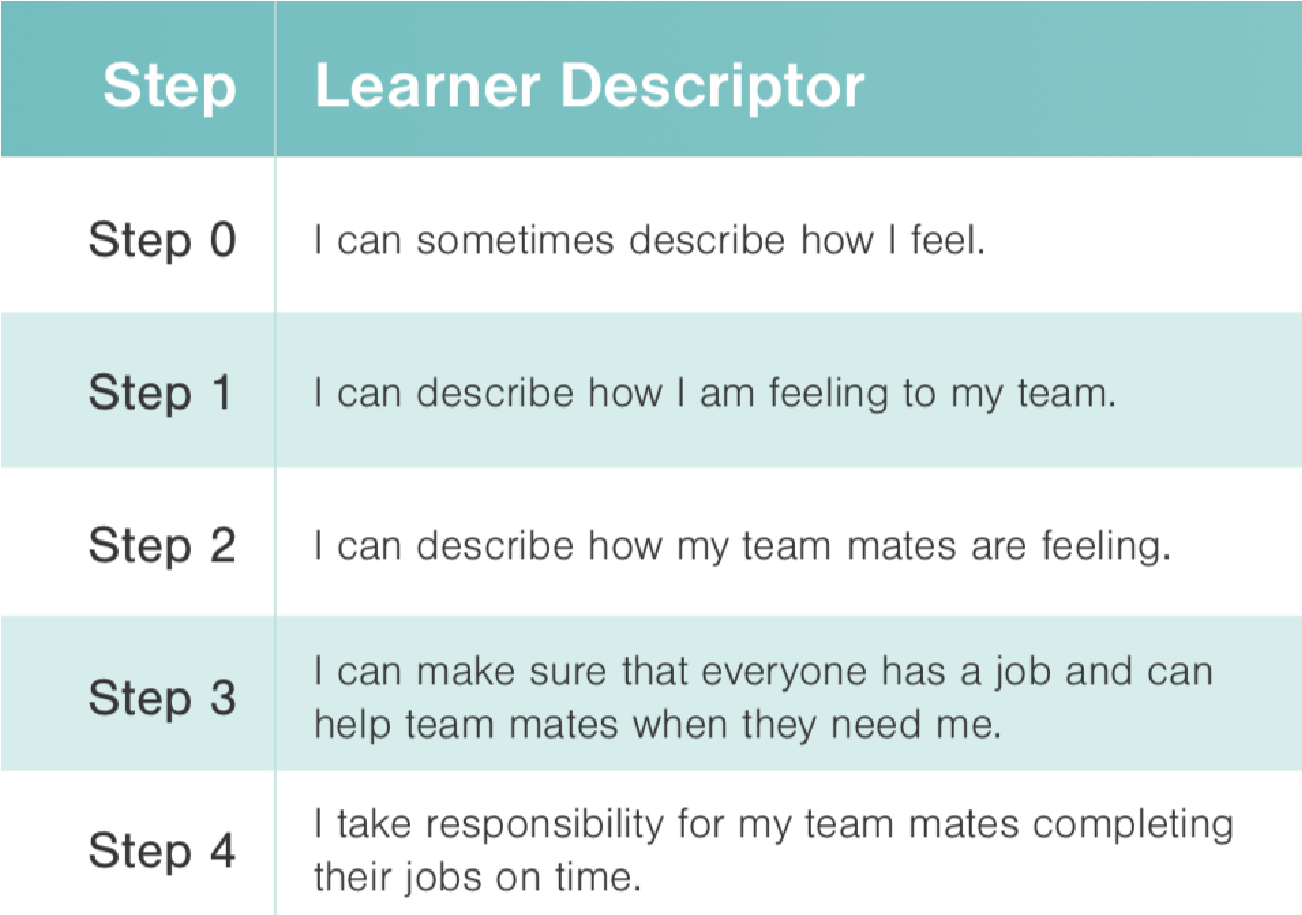 Step Learner Descriptor
Step 0 I can sometimes describe how I feel.
Step 1 I can describe how I am feeling to my team.
Step 2 I can describe how my team mates are feeling.
Step 3 I can make sure that everyone has a job and can
help team mates when they need me.
Step 4 I take responsibility for my team mates completing
their jobs on time.